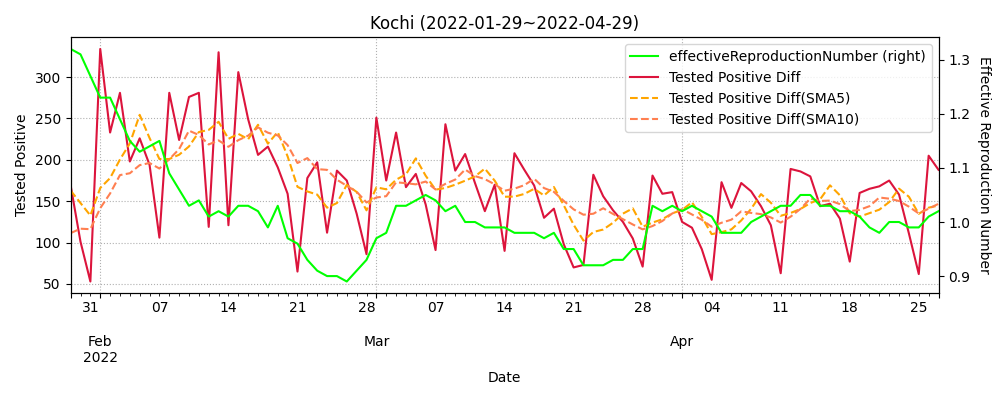 Kochi (2022-01-29~2022-04-29)
effectiveReproductionNumber (right)
Tested Positive Diff
Tested Positive Diff(SMA5)
Tested Positive Diff(SMA10)
Tested Positive
300
250
200
150
100
50
1.3
1.2
1.1
1.0
0.9
Effective Reproduction Number
31 07 14 21 28 07 14 21 28 04 11 18 25
Feb Mar Apr
2022
Date